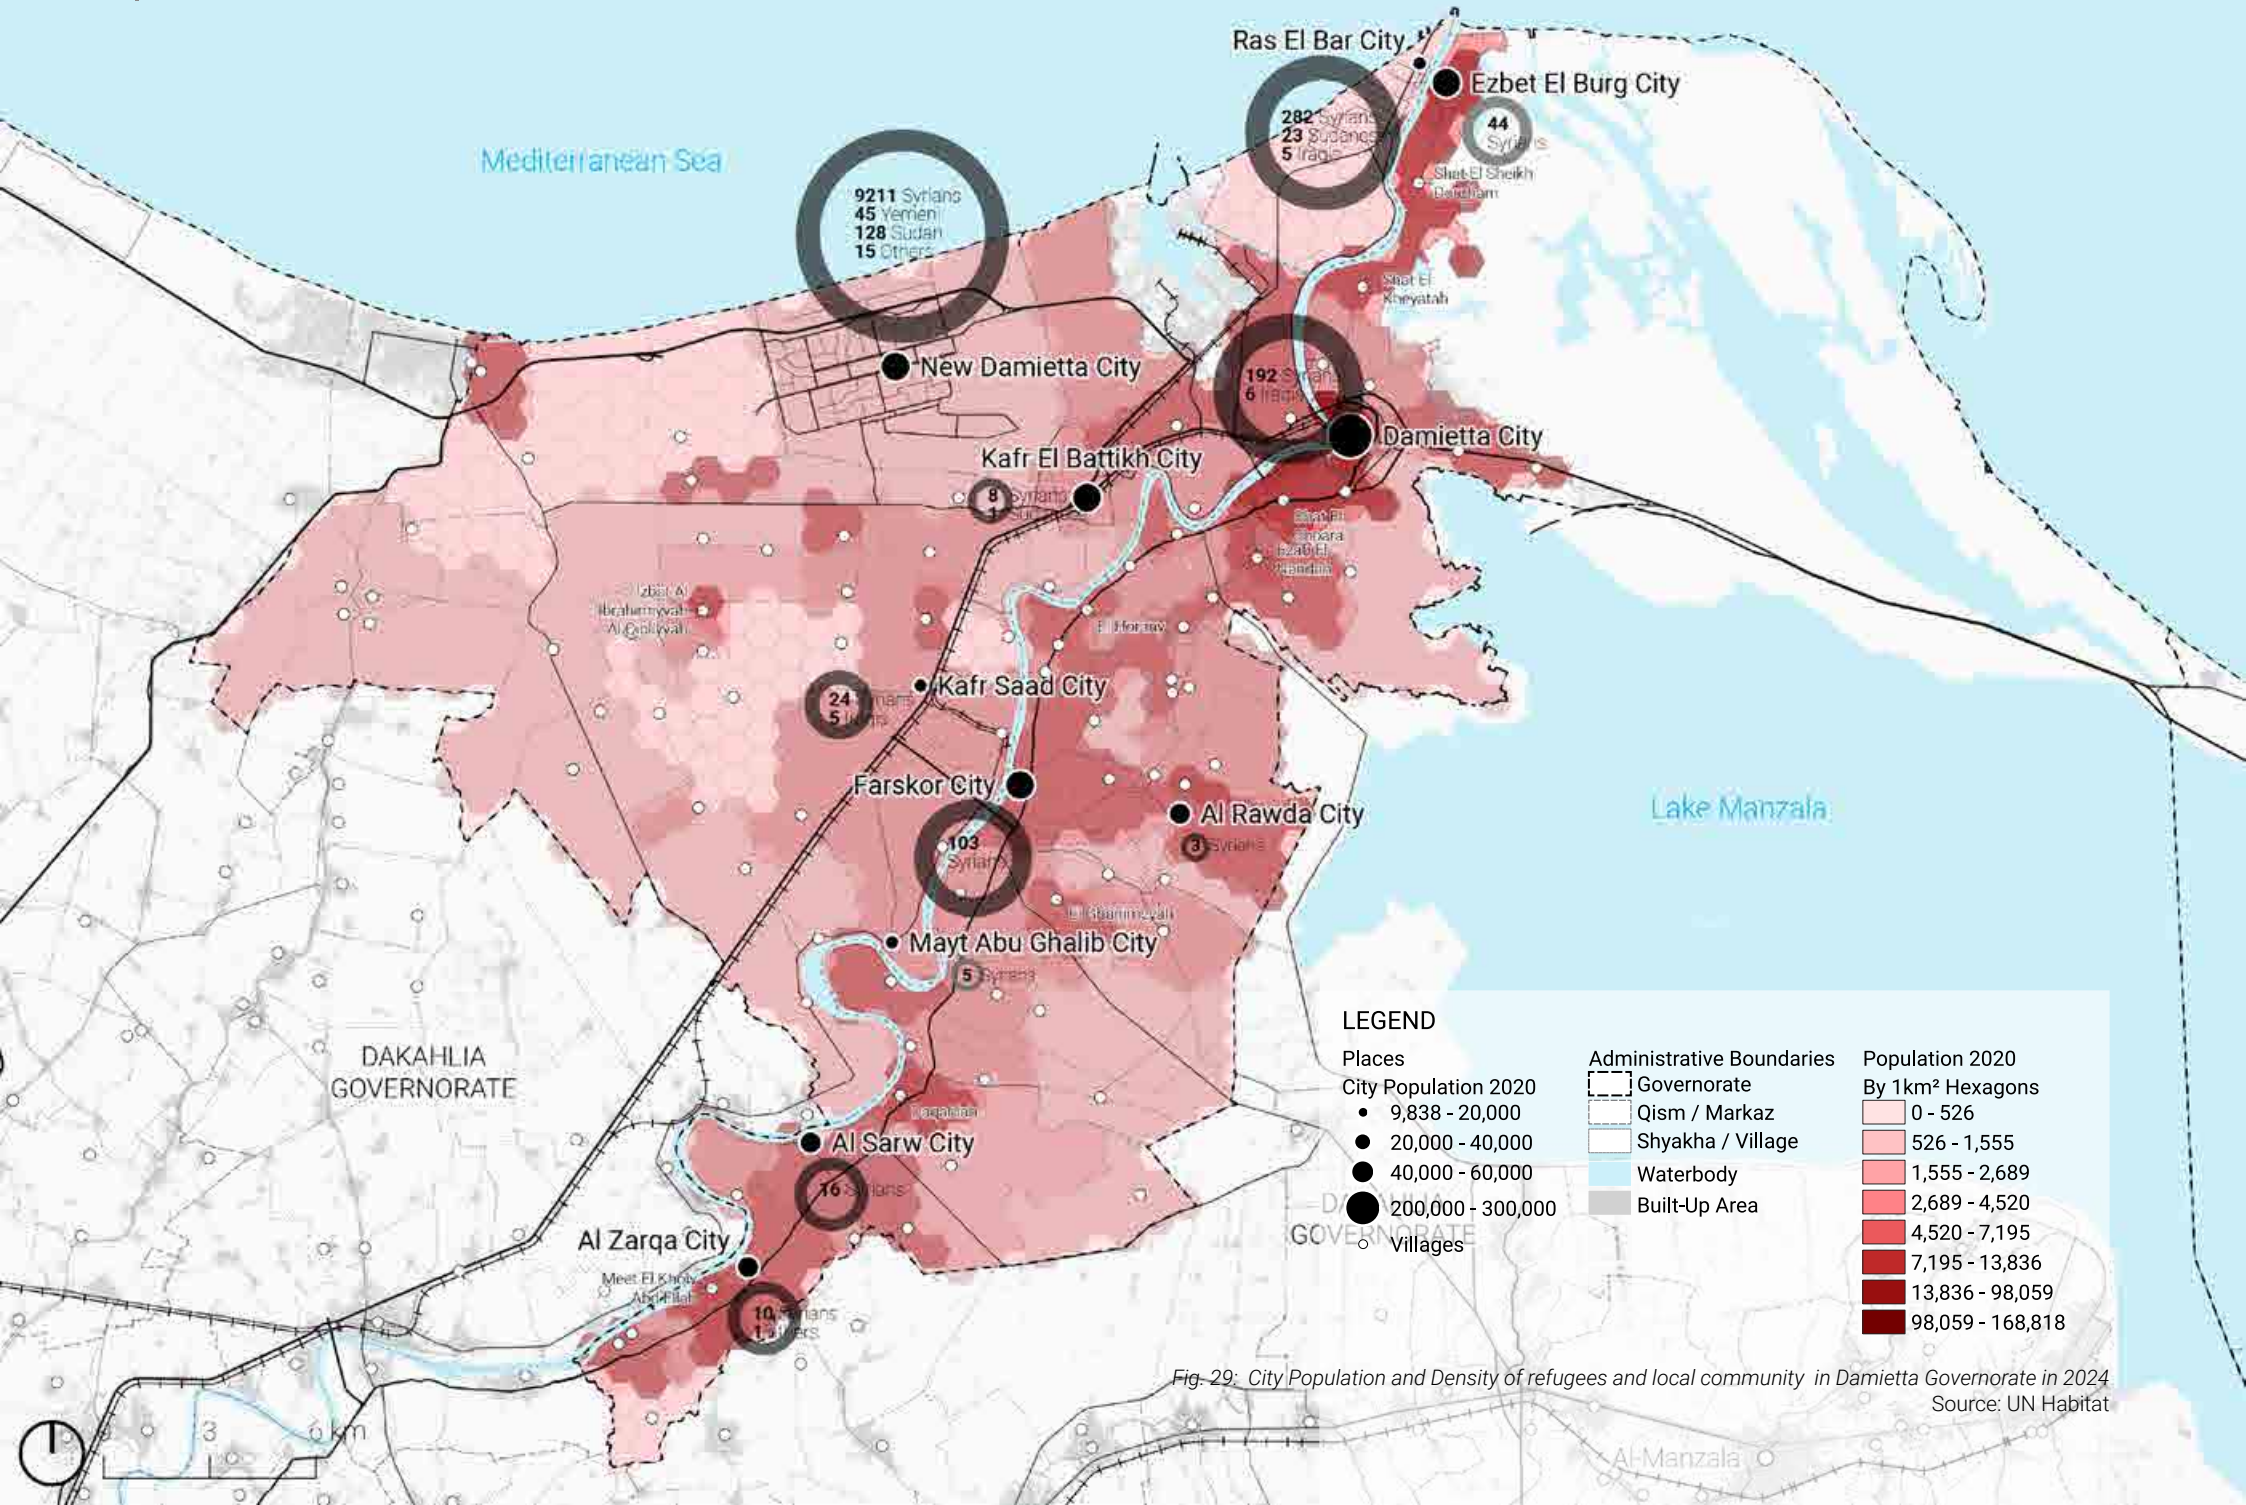 Ras El Bar City
Ezbet El Burg City
282 Syrians
23 Sudanese
5 Iraqis
44
Syrians
Mediterranean Sea
9211 Syrians
45 Yemeni
128 Sudan
15 Others
Shat El Sheikh
Shat El
Kheyatah
New Damietta City
192 Syrians
6 Iraqis
Damietta City
Kafr El Battikh City
8 Syrians
1
Izbat Al
Ibrahimiyyah
El Horany
Kafr Saad City
24 Syrians
5 Iraqis
Farskor City
Al Rawda City
3 Syrians
Lake Manzala
103
Syrians
Mayt Abu Ghalib City
5 Syrians
DAKAHLIA
GOVERNORATE
Al Sarw City
16 Syrians
Al Zarqa City
Meet El Kholy
10 Syrians
1 Others
LEGEND
Places
City Population 2020
9,838 - 20,000
20,000 - 40,000
40,000 - 60,000
200,000 - 300,000
Villages
Administrative Boundaries
Governorate
Qism / Markaz
Shyakha / Village
Waterbody
Built-Up Area
Population 2020
By 1km² Hexagons
0 - 526
526 - 1,555
1,555 - 2,689
2,689 - 4,520
4,520 - 7,195
7,195 - 13,836
13,836 - 98,059
98,059 - 168,818
DAKAHLIA
GOVERNORATE
Fig. 29: City Population and Density of refugees and local community in Damietta Governorate in 2024
Source: UN Habitat
3
6 km
Al-Manzala